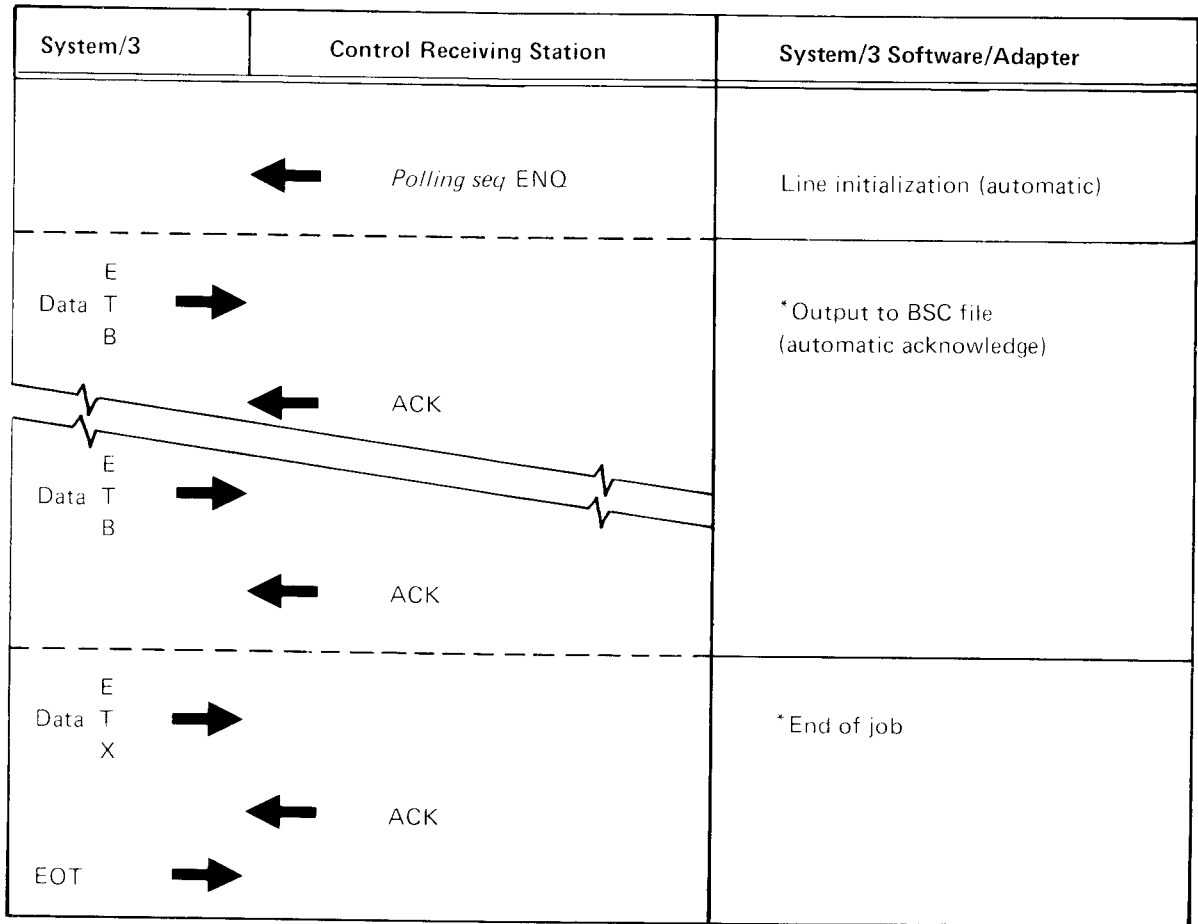 System/3 Control Receiving Station System/3 Software/Adapter
Polling seq ENQ Line initialization (automatic)
E
Data T
B
*Output to BSC file
(automatic acknowledge)
ACK
E
Data T
B
ACK
E
Data T
X
*End of job
ACK
EOT